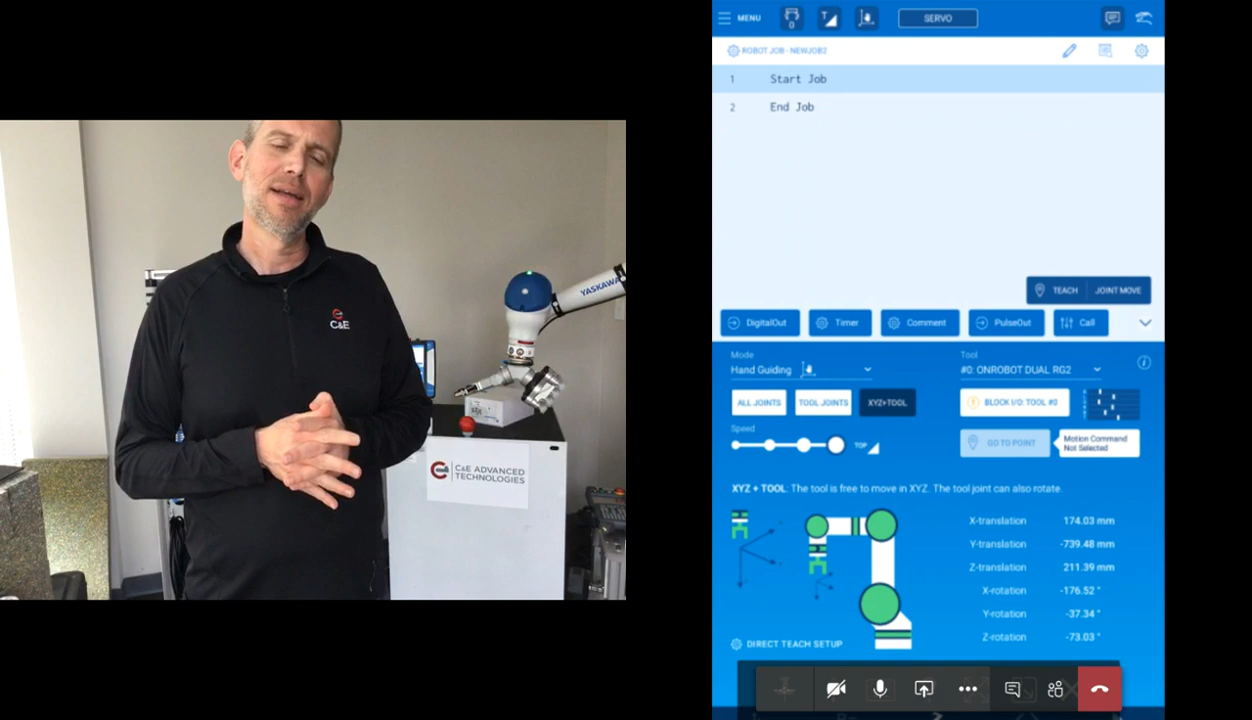 YASKAWA
C&E
C&E ADVANCED
TECHNOLOGIES
MENU
0
T
SERVO
ROBOT JOB - NEWJOB2
1 Start Job
2 End Job
TEACH JOINT MOVE
DigitalOut Timer Comment PulseOut Call
Mode
Hand Guiding
Tool
#0: ONROBOT DUAL RG2
ALL JOINTS TOOL JOINTS XYZ+TOOL
BLOCK I/O: TOOL #0
Speed
TOP
GO TO POINT
Motion Command
Not Selected
XYZ + TOOL: The tool is free to move in XYZ. The tool joint can also rotate.
X-translation 174.03 mm
Y-translation -739.48 mm
Z-translation 211.39 mm
X-rotation -176.52 °
Y-rotation -37.34 °
Z-rotation -73.03 °
DIRECT TEACH SETUP